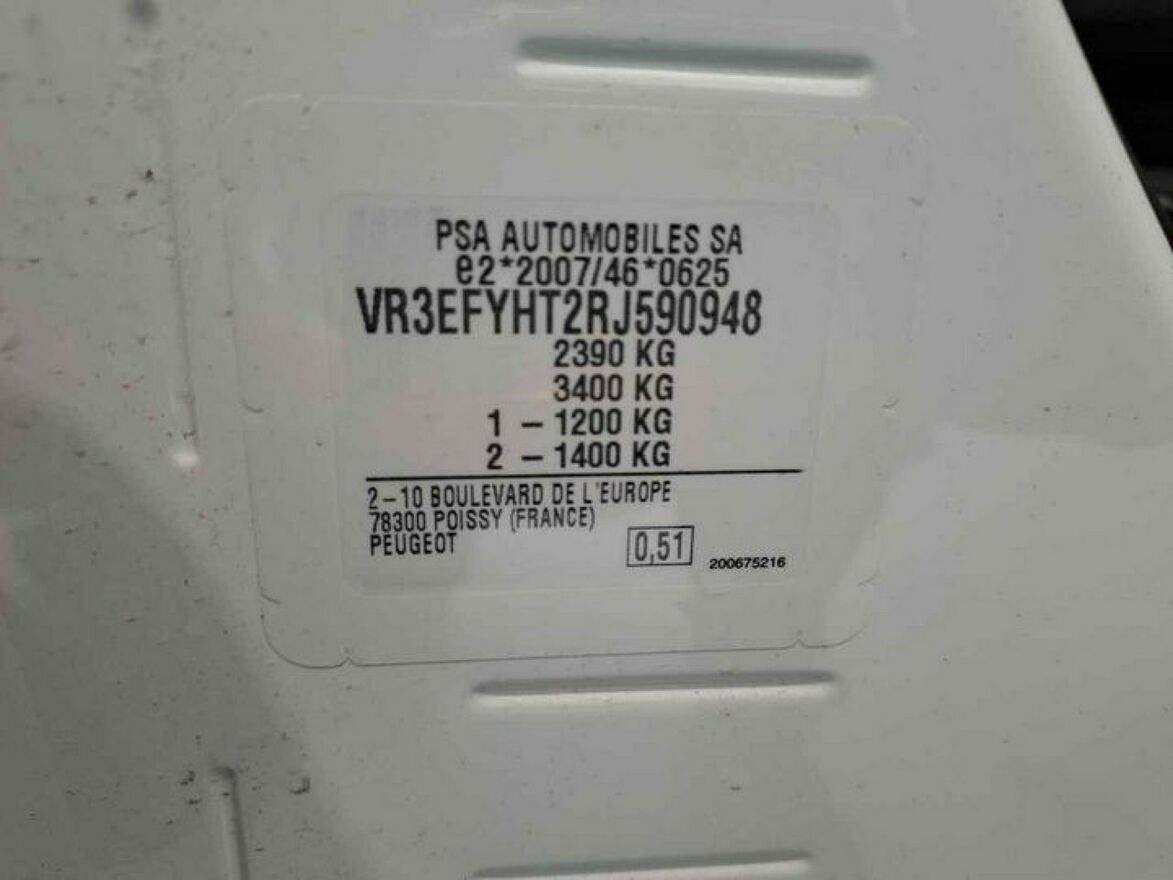 PSA AUTOMOBILES SA
e2*2007/46*0625
VR3EFYHT2RJ590948
2390 KG
3400 KG
1 – 1200 KG
2 – 1400 KG
2–10 BOULEVARD DE L'EUROPE
78300 POISSY (FRANCE)
PEUGEOT
0,51
200675216